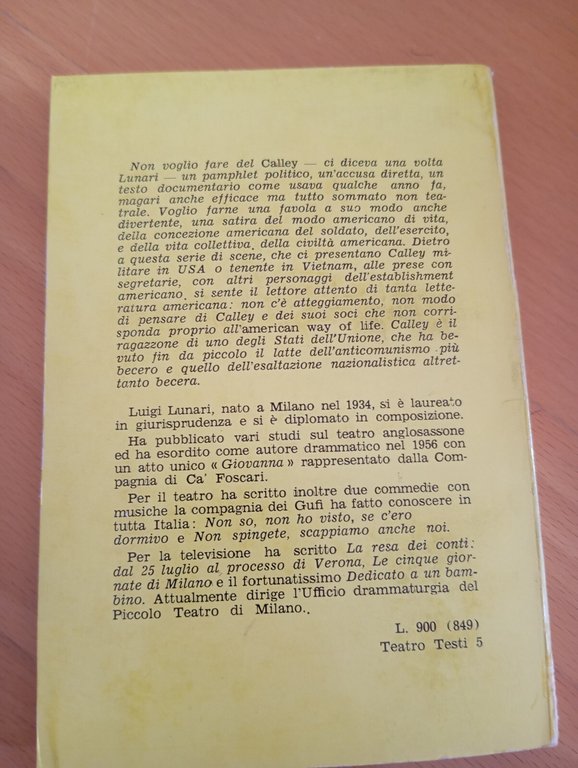 Non voglio fare del Calley — ci diceva una volta
Lunari — un pamphlet politico, un'accusa diretta, un
testo documentario come usava qualche anno fa,
magari anche efficace ma tutto sommato non tea-
trale. Voglio farne una favola a suo modo anche
divertente, una satira del modo americano di vita,
della concezione americana del soldato, dell'esercito,
e della vita collettiva, della civiltà americana. Dietro
a questa serie di scene, che ci presentano Calley mi-
litare in USA o tenente in Vietnam, alle prese con
segretarie, con altri personaggi dell'establishment
americano, si sente il lettore attento di tanta lette-
ratura americana: non c'è atteggiamento, non modo
di pensare di Calley e dei suoi soci che non corri-
sponda proprio all'american way of life. Calley è il
ragazzone di uno degli Stati dell'Unione, che ha be-
vuto fin da piccolo il latte dell'anticomunismo più
becero e quello dell'esaltazione nazionalistica altret-
tanto becera.
Luigi Lunari, nato a Milano nel 1934, si è laureato
in giurisprudenza e si è diplomato in composizione.
Ha pubblicato vari studi sul teatro anglosassone
ed ha esordito come autore drammatico nel 1956 con
un atto unico « Giovanna » rappresentato dalla Com-
pagnia di Ca' Foscari.
Per il teatro ha scritto inoltre due commedie con
musiche la compagnia dei Gufi ha fatto conoscere in
tutta Italia: Non so, non ho visto, se c'ero
dormivo e Non spingete, scappiamo anche noi.
Per la televisione ha scritto La resa dei conti:
dal 25 luglio al processo di Verona, Le cinque gior-
nate di Milano e il fortunatissimo Dedicato a un bam-
bino. Attualmente dirige l'Ufficio drammaturgia del
Piccolo Teatro di Milano..
L. 900 (849)
Teatro Testi 5